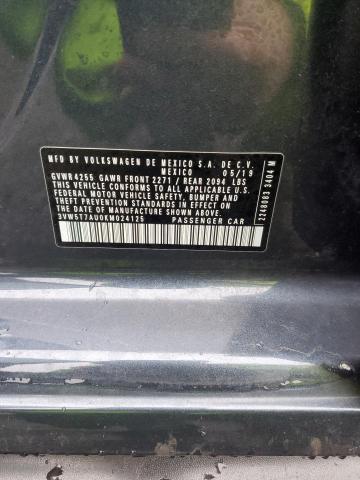 MFD BY VOLKSWAGEN DE MEXICO S.A. DE C.V.
MEXICO 05/19
GVWR4255 GAWR FRONT 2271 / REAR 2094 LBS
THIS VEHICLE CONFORMS TO ALL APPLICABLE U.S.
FEDERAL MOTOR VEHICLE SAFETY, BUMPER AND
THEFT PREVENTION STANDARDS IN EFFECT ON THE
DATE OF MANUFACTURE SHOWN ABOVE.
3VW5T7AU0KM024125 PASSENGER CAR
2248083 3404 M